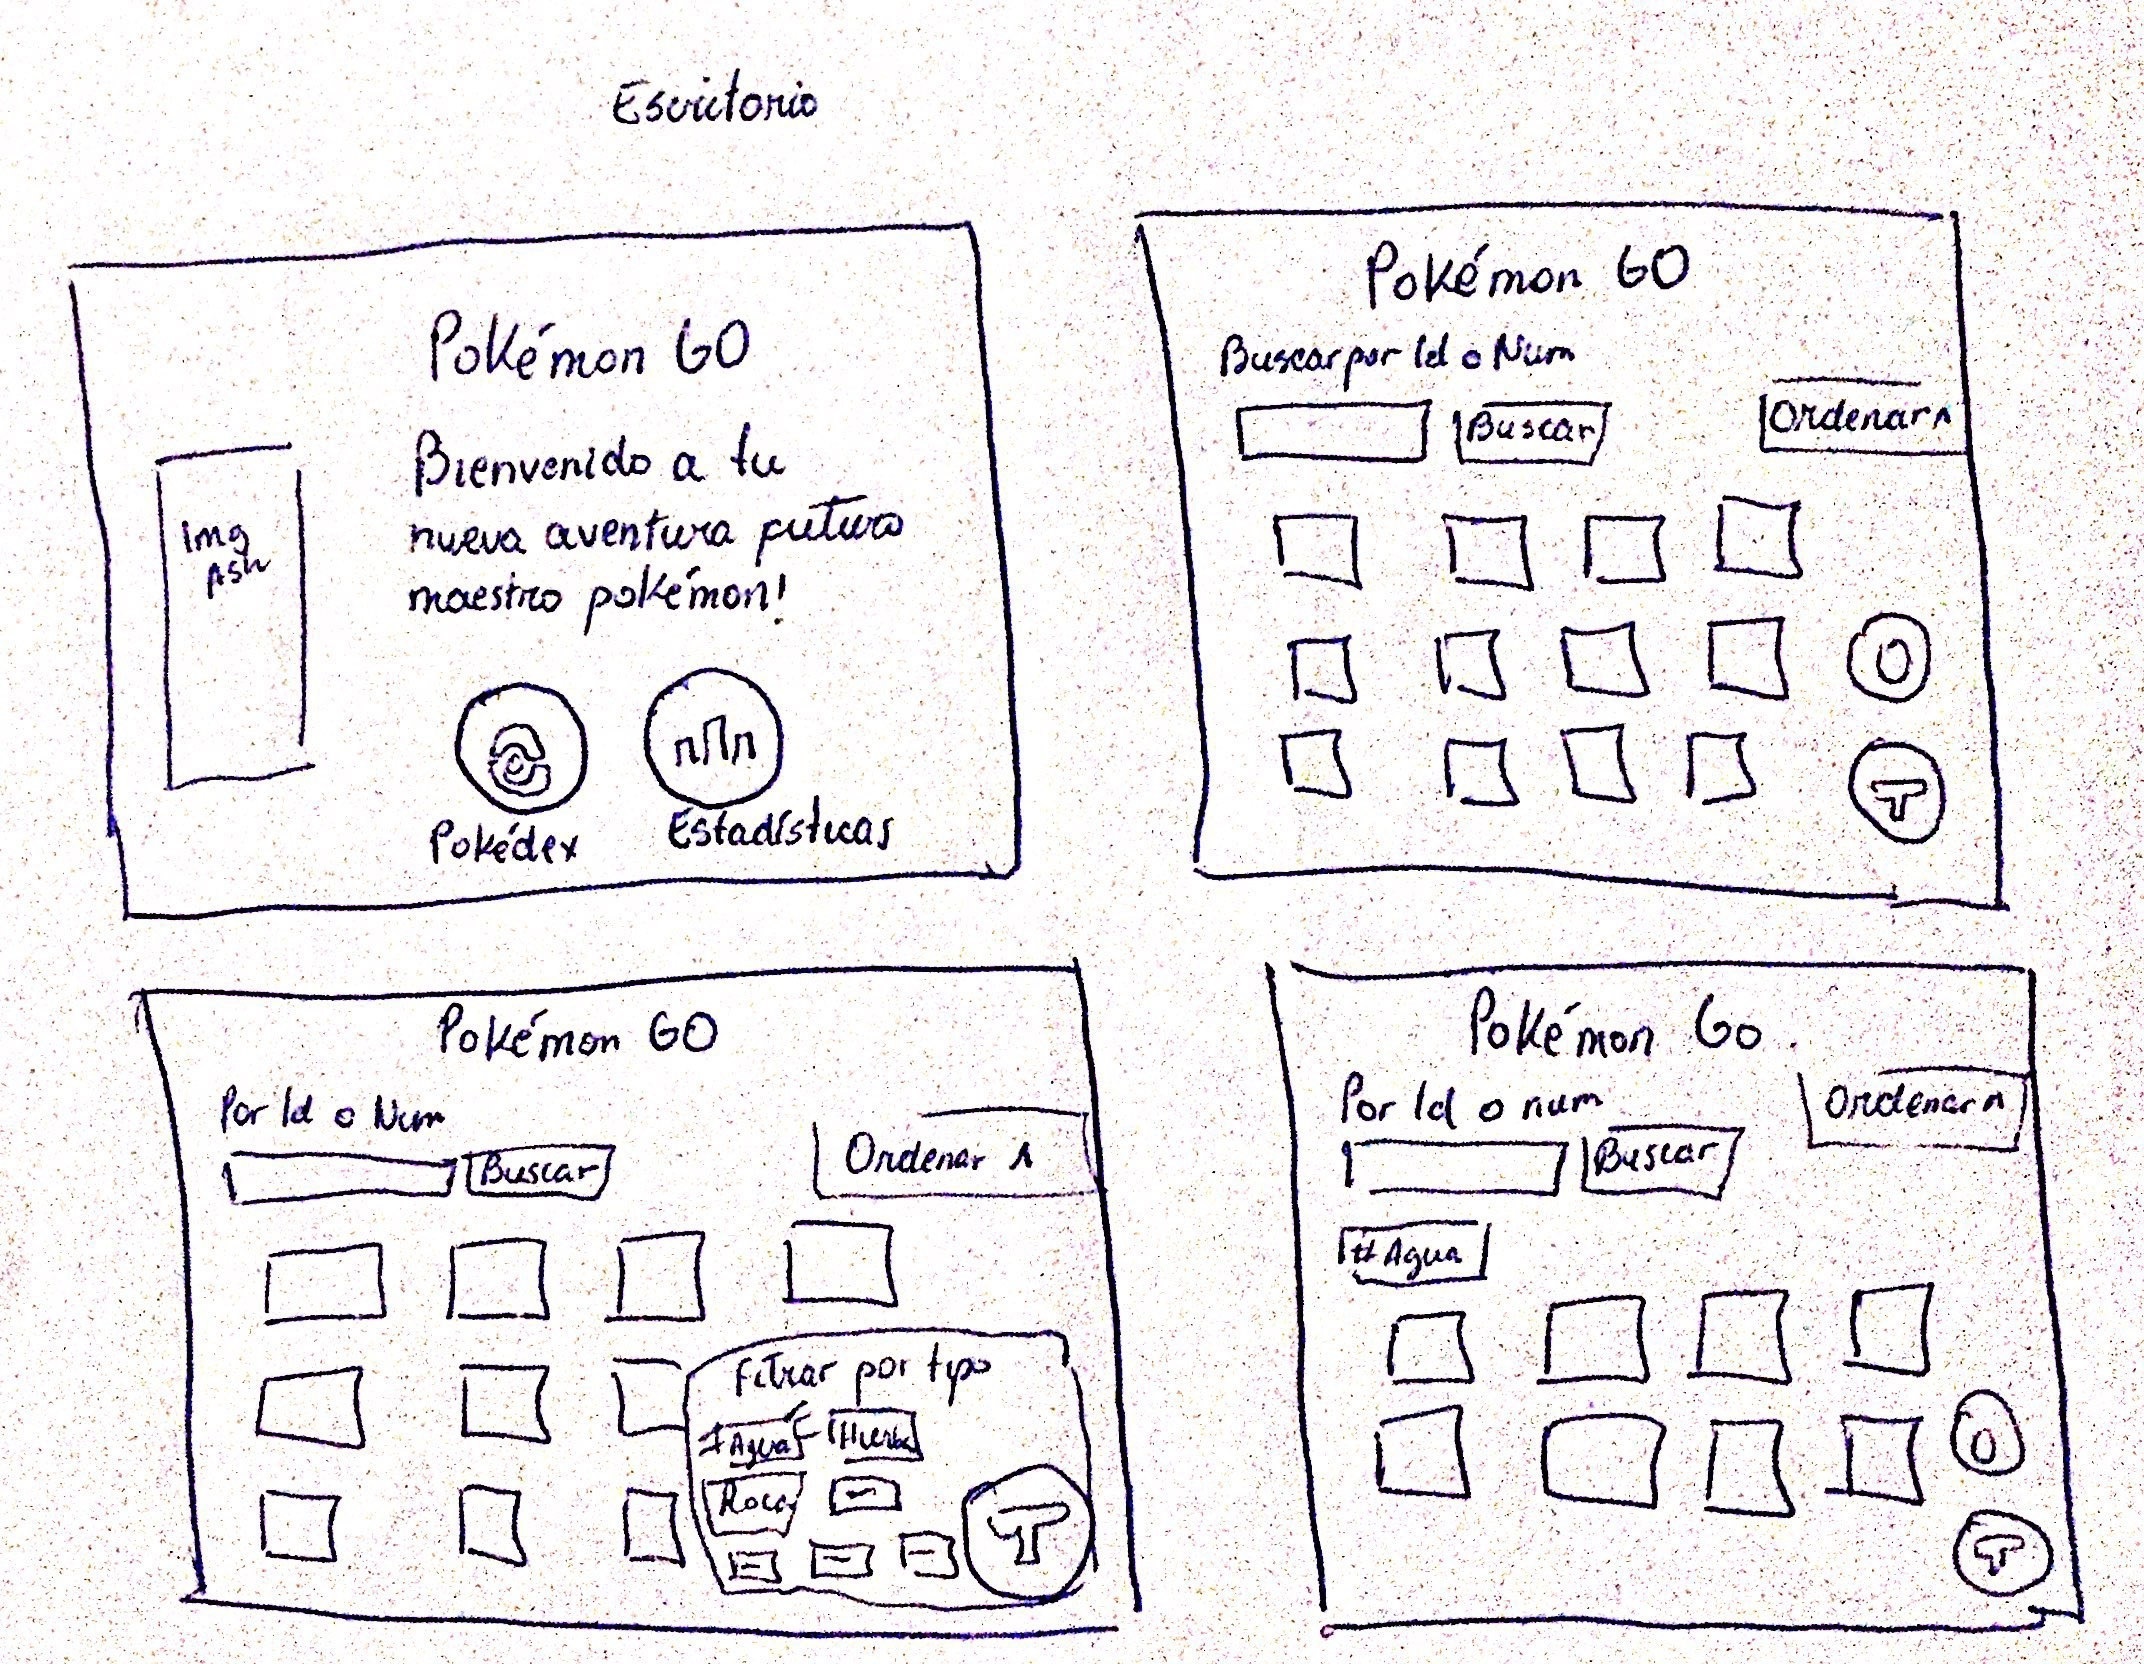 Escritorio
Pokémon GO
Bienvenido a tu
nueva aventura futuro
maestro pokémon!
Img
Ash
Pokédex
Estadísticas
Pokémon GO
Buscar por Id o Num
Buscar
Ordenar ^
Pokémon GO
Por Id o Num
Buscar
Ordenar ^
Filtrar por tipo
#Agua
Roca
Pokémon Go
Por Id o num
Buscar
Ordenar ^
#Agua